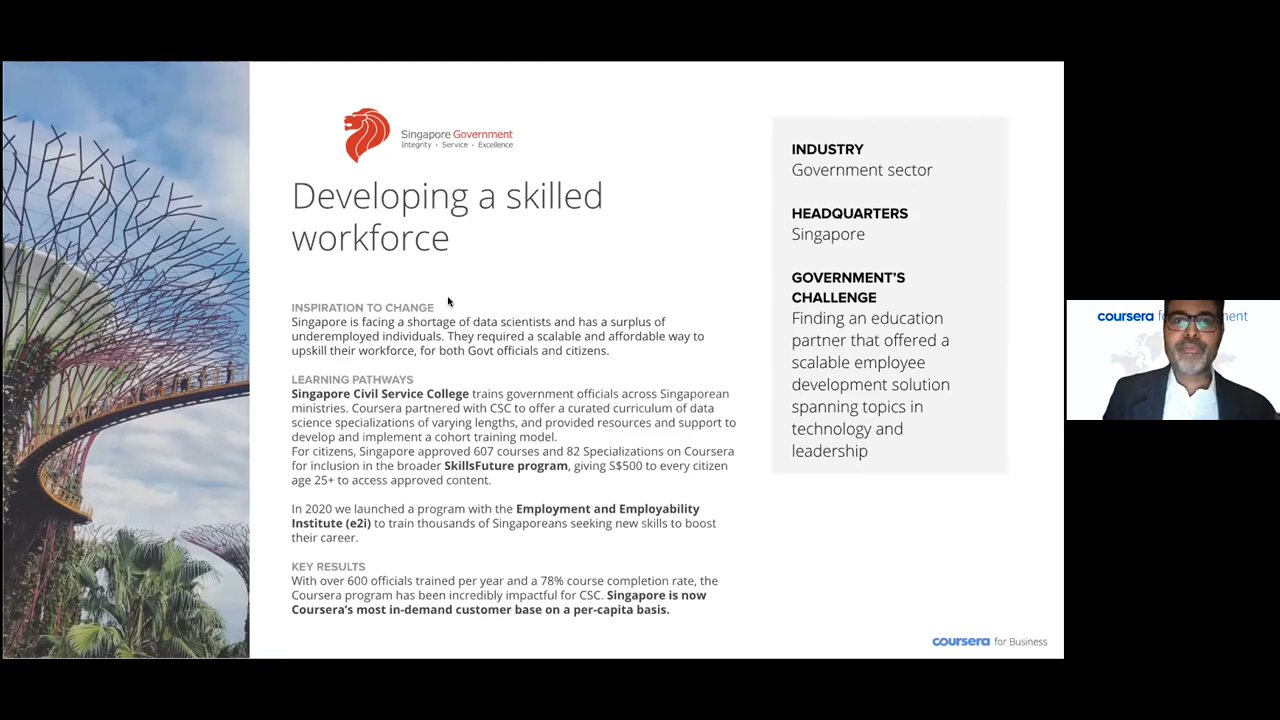 Singapore Government
Integrity · Service · Excellence
Developing a skilled
workforce
INSPIRATION TO CHANGE
Singapore is facing a shortage of data scientists and has a surplus of
underemployed individuals. They required a scalable and affordable way to
upskill their workforce, for both Govt officials and citizens.
LEARNING PATHWAYS
Singapore Civil Service College trains government officials across Singaporean
ministries. Coursera partnered with CSC to offer a curated curriculum of data
science specializations of varying lengths, and provided resources and support to
develop and implement a cohort training model.
For citizens, Singapore approved 607 courses and 82 Specializations on Coursera
for inclusion in the broader SkillsFuture program, giving S$500 to every citizen
age 25+ to access approved content.
In 2020 we launched a program with the Employment and Employability
Institute (e2i) to train thousands of Singaporeans seeking new skills to boost
their career.
KEY RESULTS
With over 600 officials trained per year and a 78% course completion rate, the
Coursera program has been incredibly impactful for CSC. Singapore is now
Coursera's most in-demand customer base on a per-capita basis.
INDUSTRY
Government sector
HEADQUARTERS
Singapore
GOVERNMENT'S
CHALLENGE
Finding an education
partner that offered a
scalable employee
development solution
spanning topics in
technology and
leadership
coursera for Business
coursera